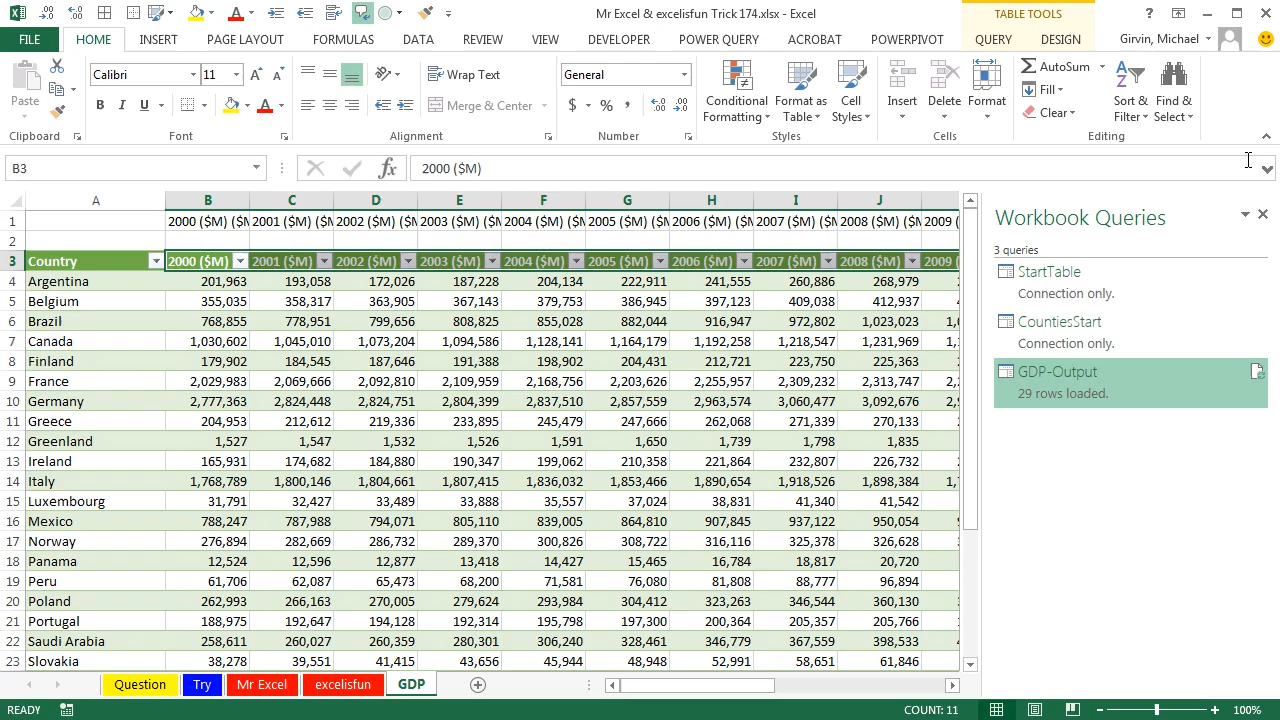 Mr Excel & excelisfun Trick 174.xlsx - Excel
TABLE TOOLS
FILE HOME INSERT PAGE LAYOUT FORMULAS DATA REVIEW VIEW DEVELOPER POWER QUERY ACROBAT POWERPIVOT QUERY DESIGN Girvin, Michael
Paste
Clipboard
Calibri 11
B I U
Font
Wrap Text
Merge & Center
Alignment
General
$ % ,
Number
Conditional Formatting
Format as Table
Cell Styles
Styles
Insert Delete Format
Cells
AutoSum
Fill
Clear
Sort & Filter
Find & Select
Editing
B3 fx 2000 ($M)
A B C D E F G H I J
1 2000 ($M) ($M 2001 ($M) ($M 2002 ($M) ($M 2003 ($M) ($M 2004 ($M) ($M 2005 ($M) ($M 2006 ($M) ($M 2007 ($M) ($M 2008 ($M) ($M 2009 (
2
3 Country 2000 ($M) 2001 ($M) 2002 ($M) 2003 ($M) 2004 ($M) 2005 ($M) 2006 ($M) 2007 ($M) 2008 ($M) 2009 (
4 Argentina 201,963 193,058 172,026 187,228 204,134 222,911 241,555 260,886 268,979
5 Belgium 355,035 358,317 363,905 367,143 379,753 386,945 397,123 409,038 412,937
6 Brazil 768,855 778,951 799,656 808,825 855,028 882,044 916,947 972,802 1,023,023
7 Canada 1,030,602 1,045,010 1,073,204 1,094,586 1,128,141 1,164,179 1,192,258 1,218,547 1,231,969
8 Finland 179,902 184,545 187,646 191,388 198,902 204,431 212,721 223,750 225,363
9 France 2,029,983 2,069,666 2,092,810 2,109,959 2,168,756 2,203,626 2,255,957 2,309,232 2,313,747
10 Germany 2,777,363 2,824,448 2,824,751 2,804,399 2,837,510 2,857,559 2,963,574 3,060,477 3,092,676
11 Greece 204,953 212,612 219,336 233,895 245,479 247,666 262,068 271,339 270,133
12 Greenland 1,527 1,547 1,532 1,526 1,591 1,650 1,739 1,798 1,835
13 Ireland 165,931 174,682 184,880 190,347 199,062 210,358 221,864 232,807 226,732
14 Italy 1,768,789 1,800,146 1,804,661 1,807,415 1,836,032 1,853,466 1,890,654 1,918,526 1,898,384
15 Luxembourg 31,791 32,427 33,489 33,888 35,557 37,024 38,831 41,340 41,542
16 Mexico 788,247 787,988 794,071 805,110 839,005 864,810 907,845 937,122 950,054
17 Norway 276,894 282,669 286,732 289,370 300,826 308,722 316,115 325,378 326,628
18 Panama 12,524 12,596 12,877 13,418 14,427 15,465 16,784 18,817 20,720
19 Peru 61,706 62,087 65,473 68,200 71,581 76,080 81,808 88,777 96,894
20 Poland 262,993 266,163 270,005 279,624 293,984 304,412 323,263 346,544 360,130
21 Portugal 188,975 192,647 194,128 192,314 195,798 197,300 200,364 205,357 205,766
22 Saudi Arabia 258,611 260,027 260,359 280,301 306,240 328,461 346,779 367,559 398,533
23 Slovakia 38,278 39,551 41,415 43,656 45,944 48,948 52,991 58,651 61,846
Workbook Queries
3 queries
StartTable
Connection only.
CountiesStart
Connection only.
GDP-Output
29 rows loaded.
Question Try Mr Excel excelisfun GDP
READY COUNT: 11 100%